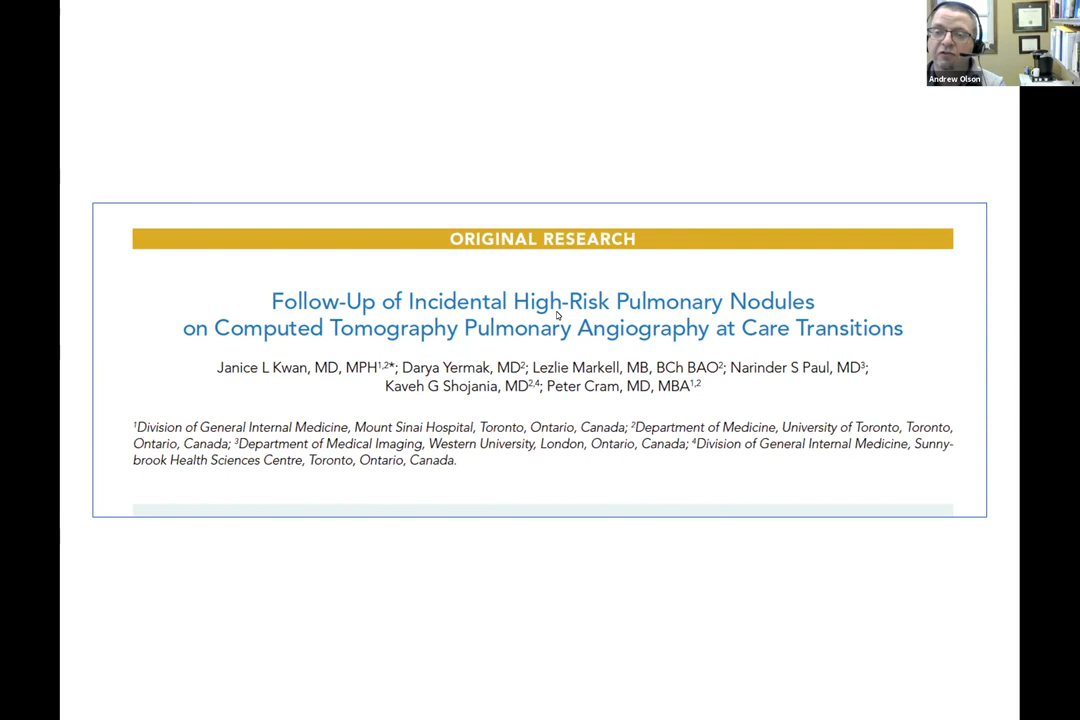 Andrew Olson
ORIGINAL RESEARCH
Follow-Up of Incidental High-Risk Pulmonary Nodules
on Computed Tomography Pulmonary Angiography at Care Transitions
Janice L Kwan, MD, MPH1,2*; Darya Yermak, MD2; Lezlie Markell, MB, BCh BAO2; Narinder S Paul, MD3;
Kaveh G Shojania, MD2,4; Peter Cram, MD, MBA1,2
1Division of General Internal Medicine, Mount Sinai Hospital, Toronto, Ontario, Canada; 2Department of Medicine, University of Toronto, Toronto,
Ontario, Canada; 3Department of Medical Imaging, Western University, London, Ontario, Canada; 4Division of General Internal Medicine, Sunny-
brook Health Sciences Centre, Toronto, Ontario, Canada.